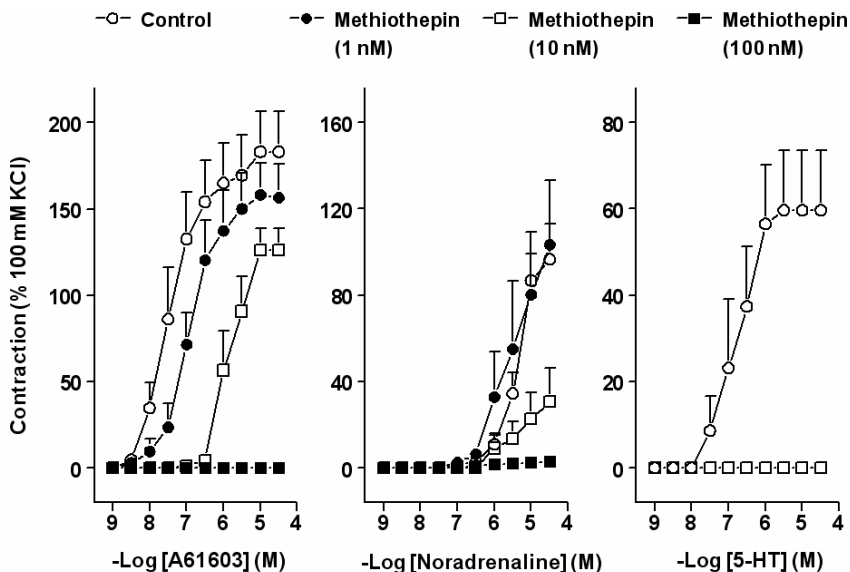 Control
Methiothepin
(1 nM)
Methiothepin
(10 nM)
Methiothepin
(100 nM)
Contraction (% 100 mM KCl)
200
150
100
50
0
9 8 7 6 5 4
-Log [A61603] (M)
160
120
80
40
0
9 8 7 6 5 4
-Log [Noradrenaline] (M)
80
60
40
20
0
9 8 7 6 5 4
-Log [5-HT] (M)